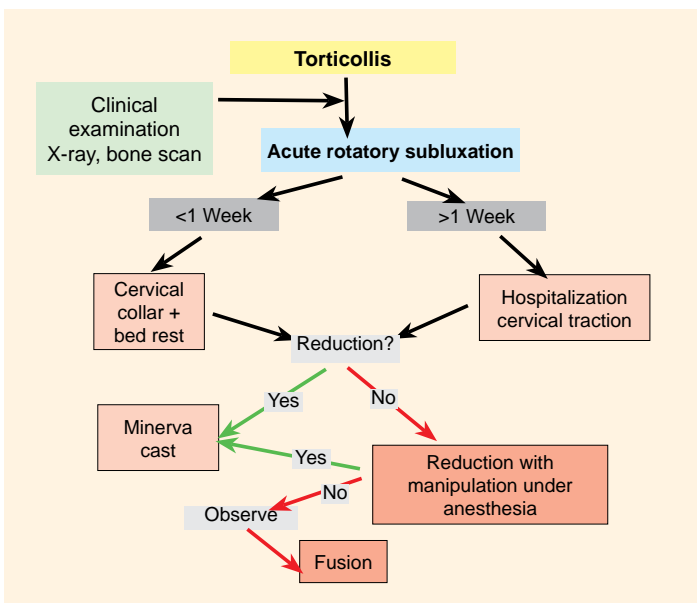 Torticollis
Clinical
examination
X-ray, bone scan
Acute rotatory subluxation
<1 Week
>1 Week
Cervical
collar +
bed rest
Hospitalization
cervical traction
Reduction?
Yes
No
Minerva
cast
Yes
Reduction with
manipulation under
anesthesia
No
Observe
Fusion